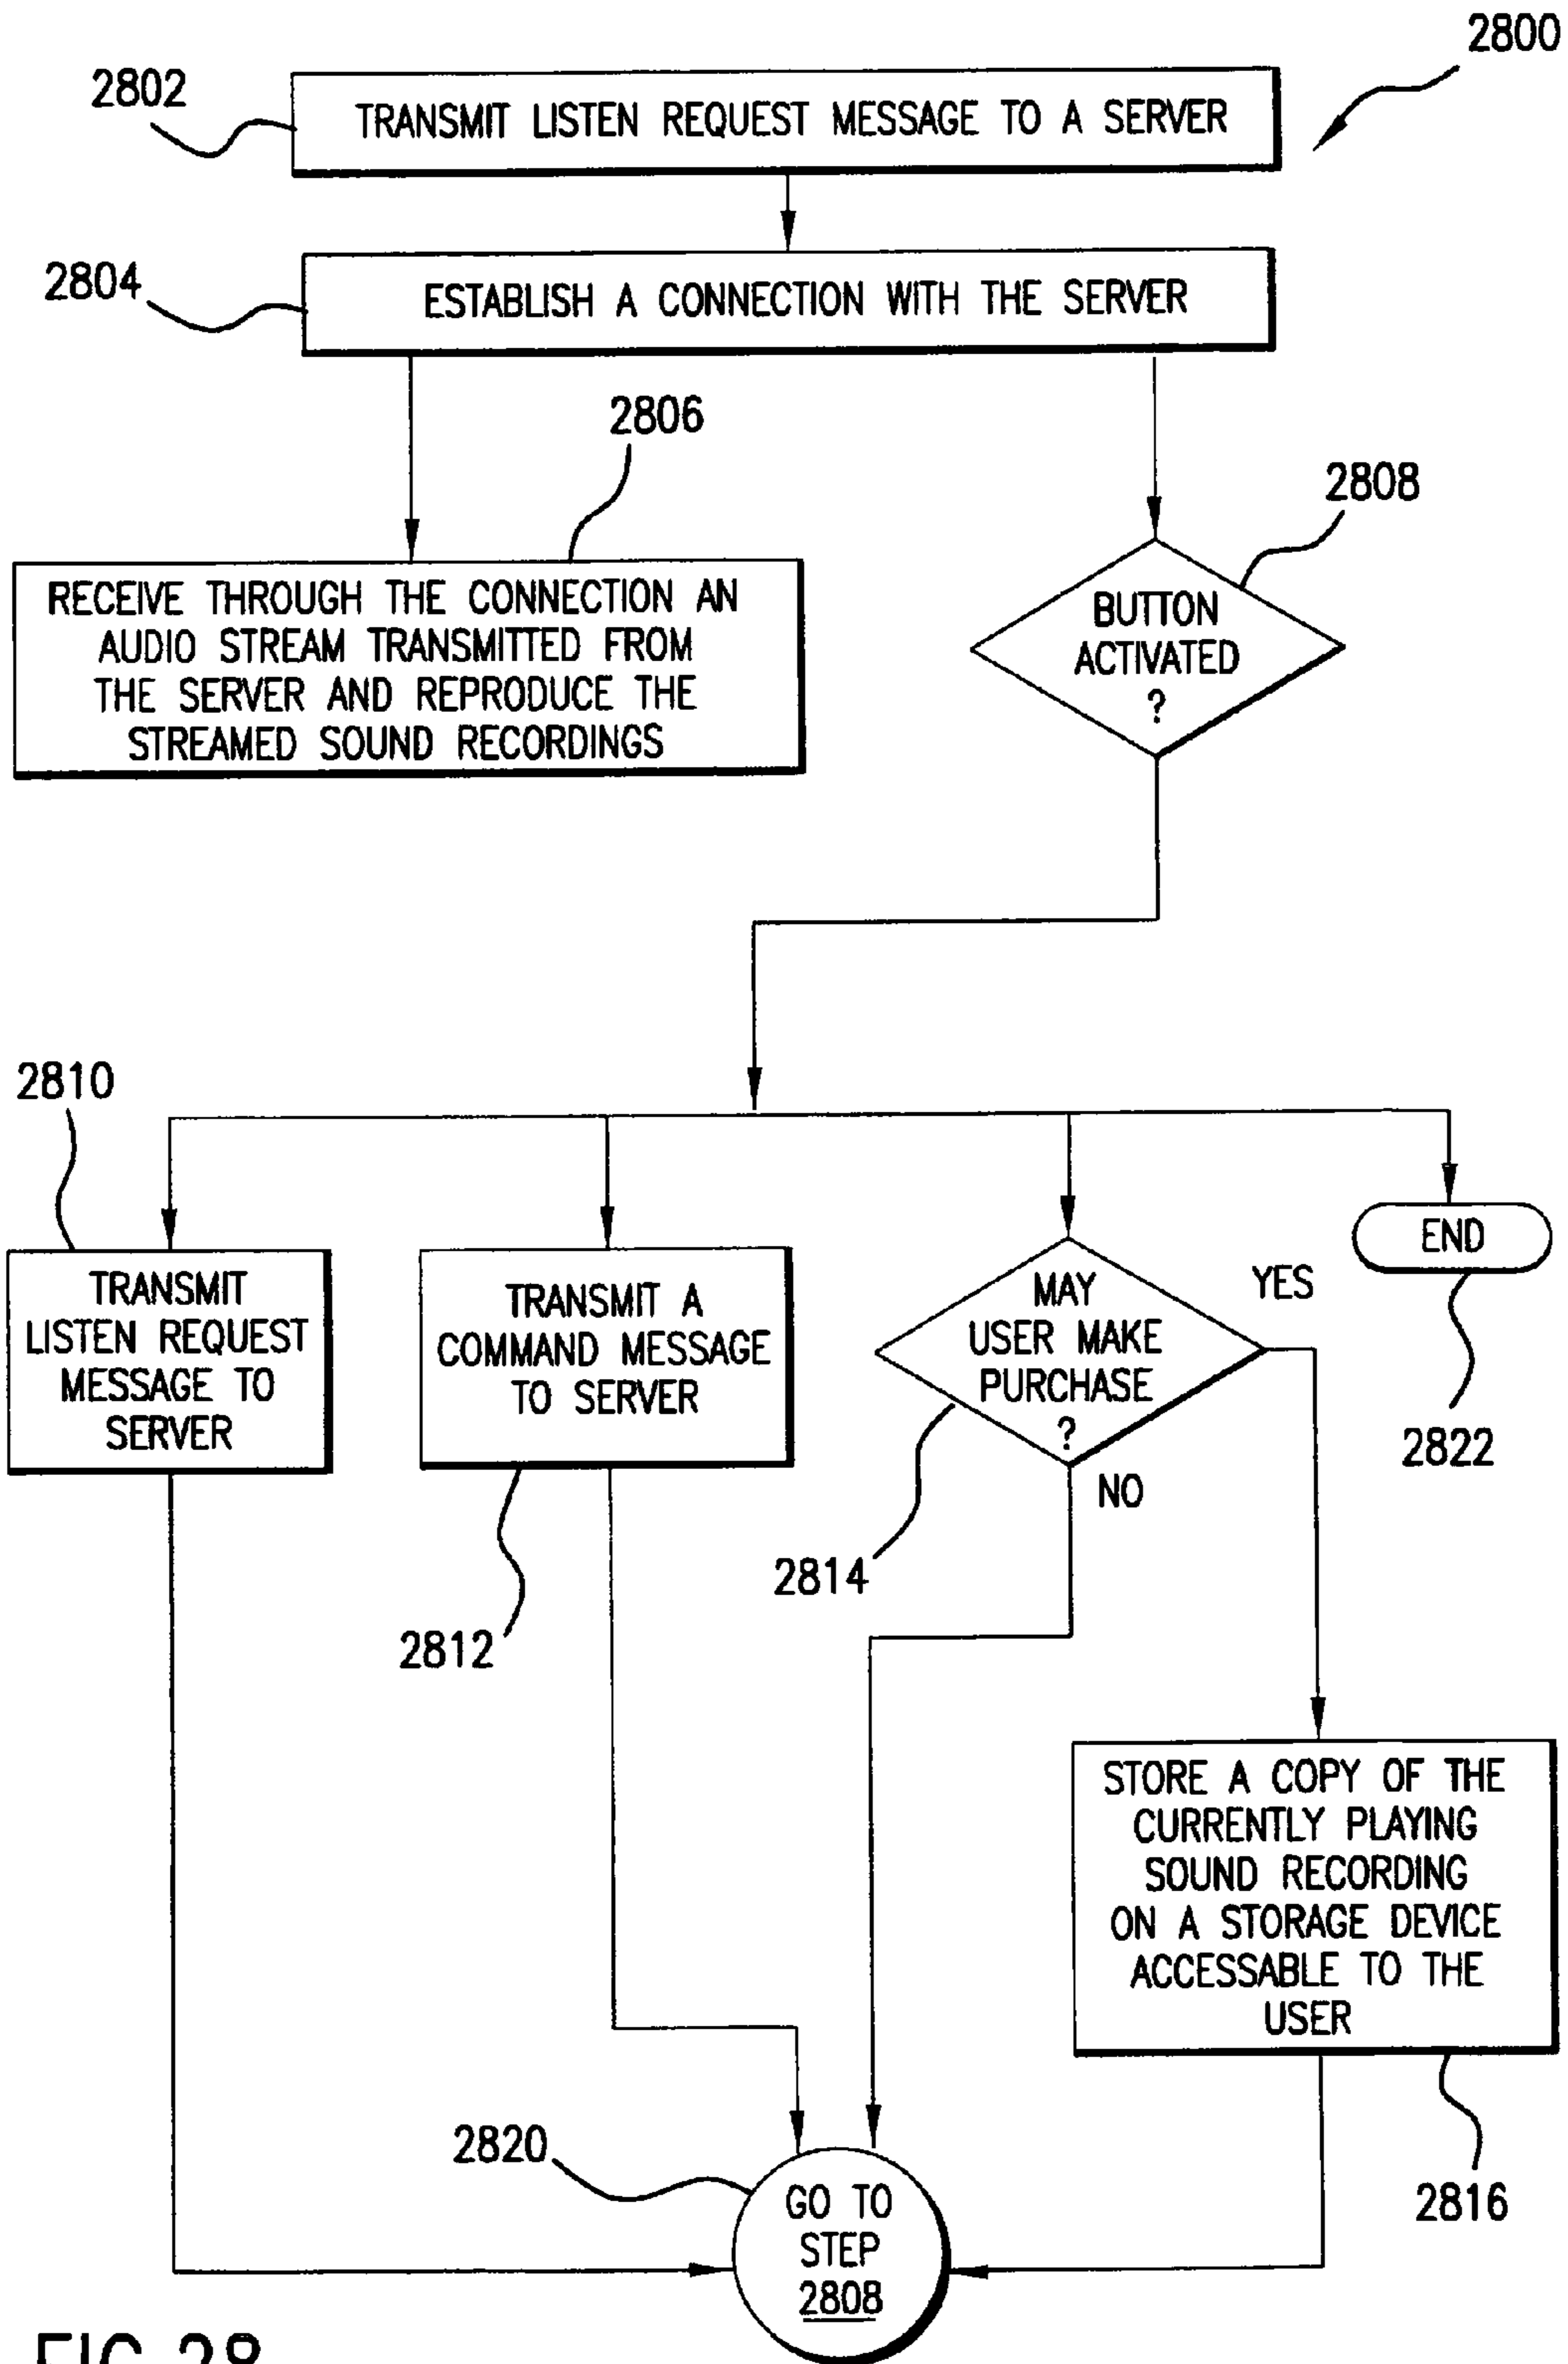 2800
2802
TRANSMIT LISTEN REQUEST MESSAGE TO A SERVER
2804
ESTABLISH A CONNECTION WITH THE SERVER
2806
2808
RECEIVE THROUGH THE CONNECTION AN
AUDIO STREAM TRANSMITTED FROM
THE SERVER AND REPRODUCE THE
STREAMED SOUND RECORDINGS
BUTTON
ACTIVATED
?
2810
TRANSMIT
LISTEN REQUEST
MESSAGE TO
SERVER
TRANSMIT A
COMMAND MESSAGE
TO SERVER
2812
MAY
USER MAKE
PURCHASE
?
YES
NO
2814
END
2822
STORE A COPY OF THE
CURRENTLY PLAYING
SOUND RECORDING
ON A STORAGE DEVICE
ACCESSABLE TO THE
USER
2816
2820
GO TO
STEP
2808
FIG.28